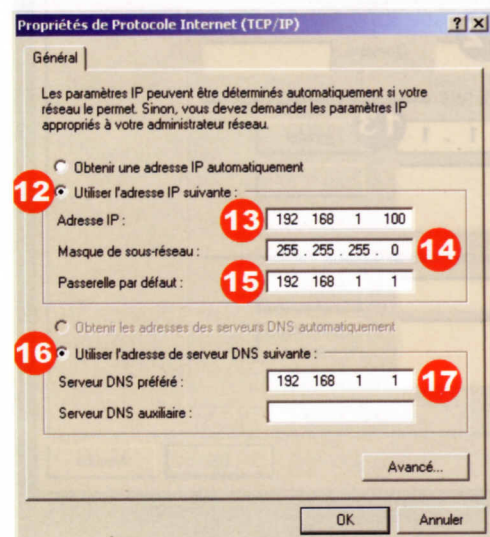 Propriétés de Protocole Internet (TCP/IP)
? X
Général
Les paramètres IP peuvent être déterminés automatiquement si votre
réseau le permet. Sinon, vous devez demander les paramètres IP
appropriés à votre administrateur réseau.
Obtenir une adresse IP automatiquement
12 Utiliser l'adresse IP suivante :
Adresse IP : 13 192 168 1 100
Masque de sous-réseau : 255 . 255 . 255 . 0 14
Passerelle par défaut : 15 192 168 1 1
Obtenir les adresses des serveurs DNS automatiquement
16 Utiliser l'adresse de serveur DNS suivante :
Serveur DNS préféré : 192 168 1 1 17
Serveur DNS auxiliaire :
Avancé...
OK Annuler